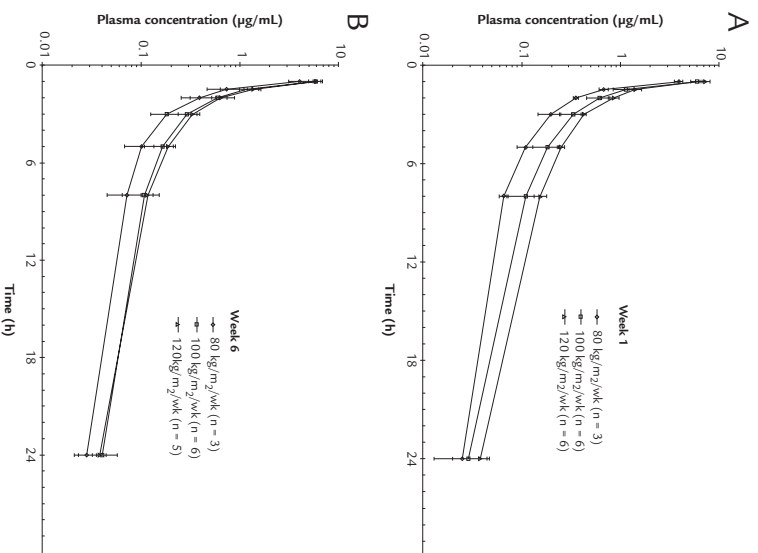 A
Plasma concentration (µg/mL)
10
1
0.1
0.01
0
6
12
18
24
Time (h)
Week 1
80 kg/m2/wk (n = 3)
100 kg/m2/wk (n = 6)
120 kg/m2/wk (n = 6)
B
Plasma concentration (µg/mL)
10
1
0.1
0.01
0
6
12
18
24
Time (h)
Week 6
80 kg/m2/wk (n = 3)
100 kg/m2/wk (n = 6)
120kg/m2/wk (n = 5)